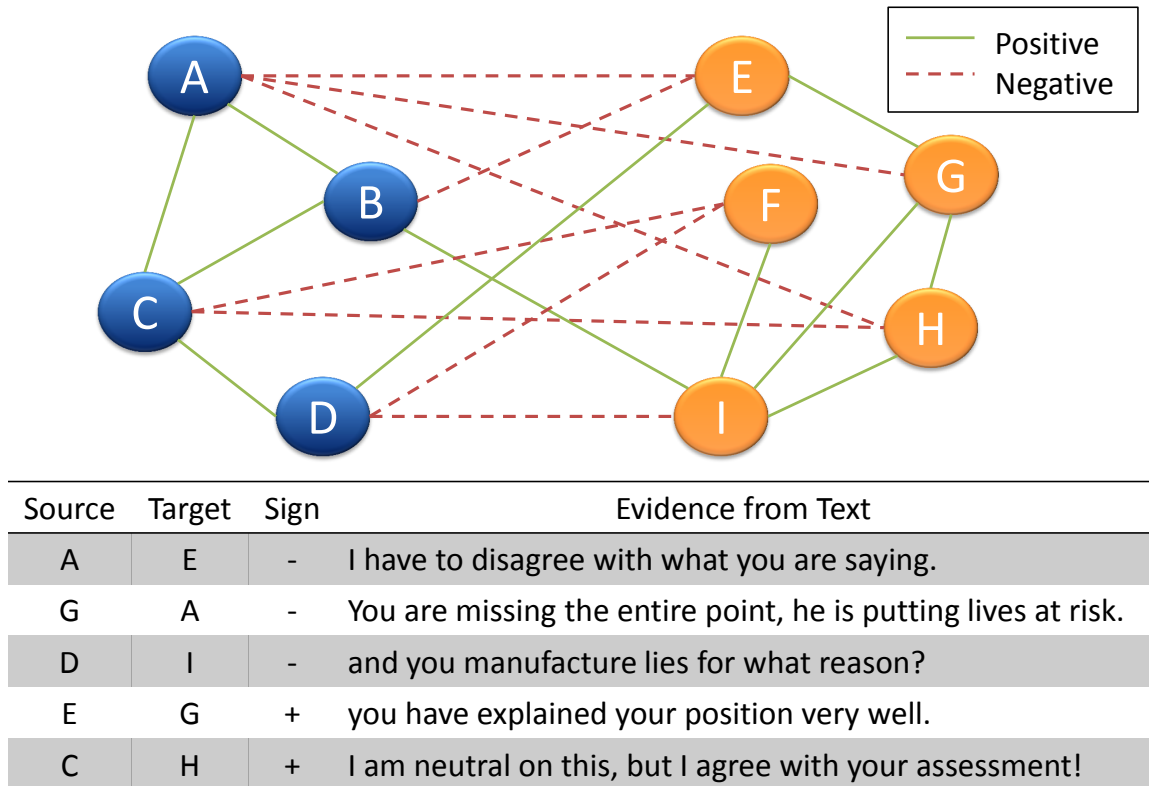 Positive
Negative
A
E
B
F
G
C
H
D
I
Source Target Sign Evidence from Text
A E - I have to disagree with what you are saying.
G A - You are missing the entire point, he is putting lives at risk.
D I - and you manufacture lies for what reason?
E G + you have explained your position very well.
C H + I am neutral on this, but I agree with your assessment!